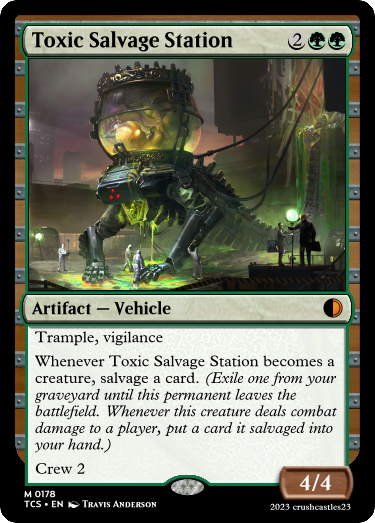 Toxic Salvage Station 2
Artifact — Vehicle
Trample, vigilance
Whenever Toxic Salvage Station becomes a
creature, salvage a card. (Exile one from your
graveyard until this permanent leaves the
battlefield. Whenever this creature deals combat
damage to a player, put a card it salvaged into
your hand.)
Crew 2
4/4
M 0178
TCS • EN Travis Anderson
2023 crushcastles23